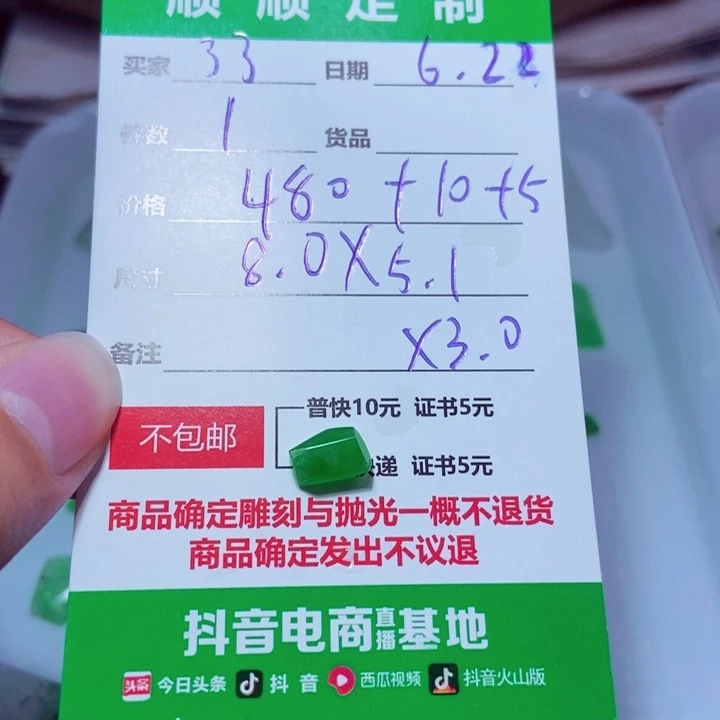 顺顺定制
买家 33 日期 6.22
件数 1 货品
价格 480+10+5
尺寸 8.0X5.1
备注 X3.0
普快10元 证书5元
不包邮
快递 证书5元
商品确定雕刻与抛光一概不退货
商品确定发出不议退
抖音电商直播基地
头条 今日头条 抖音 西瓜视频 抖音火山版